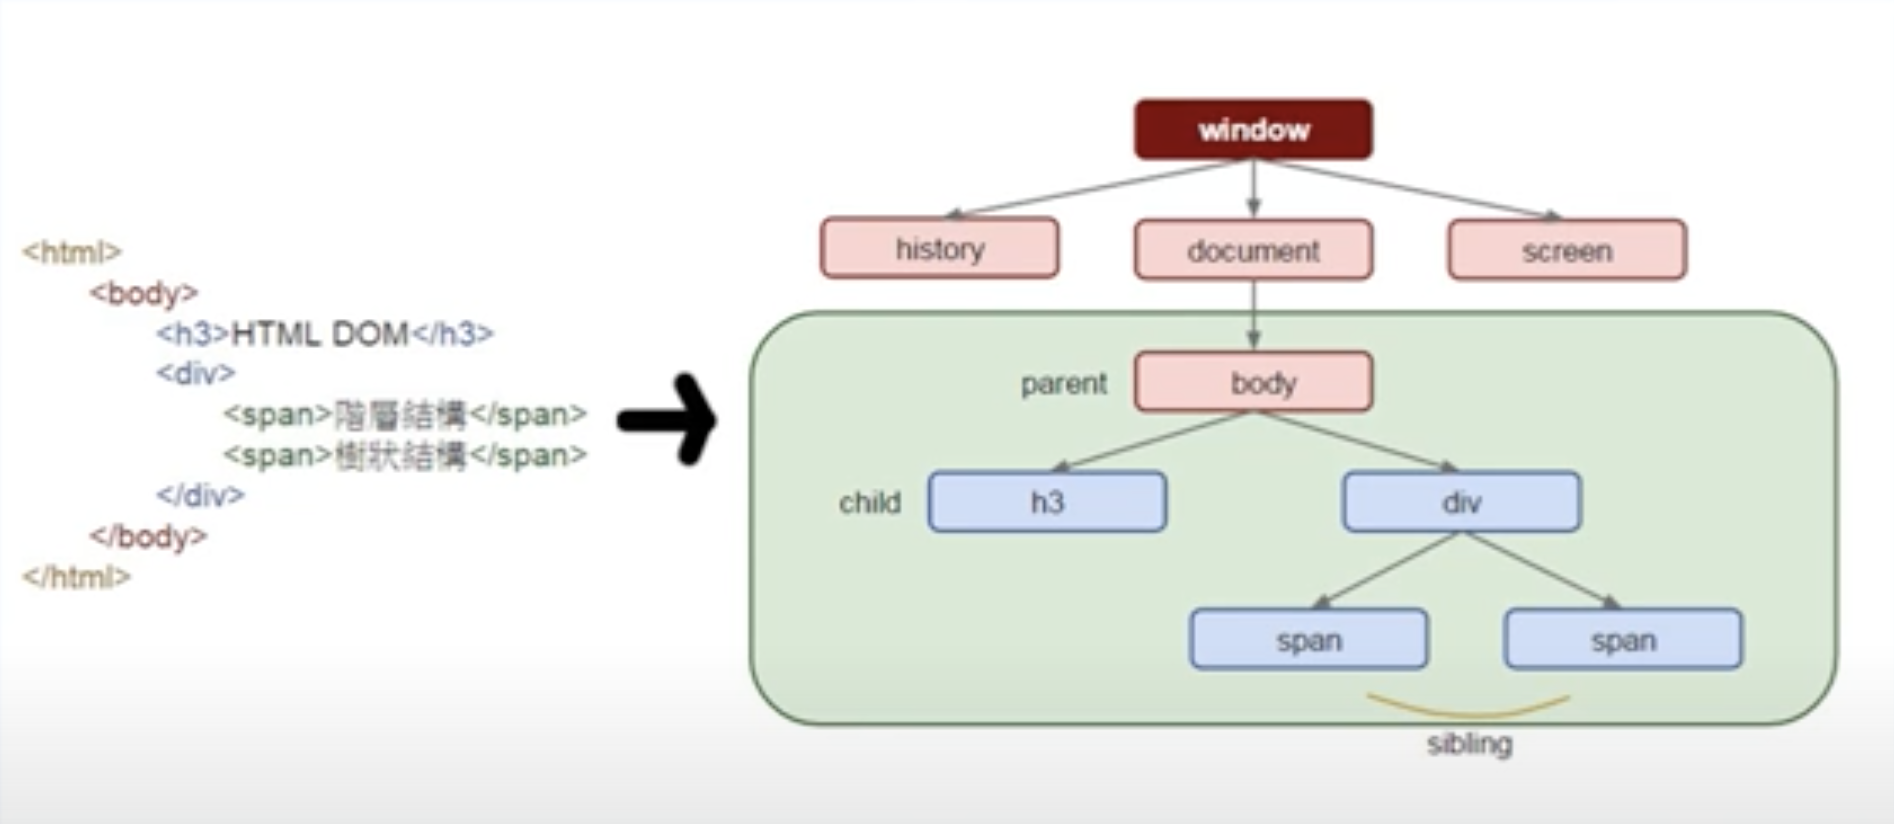 <html>
<body>
<h3>HTML DOM</h3>
<div>
<span>階層結構</span>
<span>樹狀結構</span>
</div>
</body>
</html>
window
history
document
screen
parent
body
child
h3
div
span
span
sibling